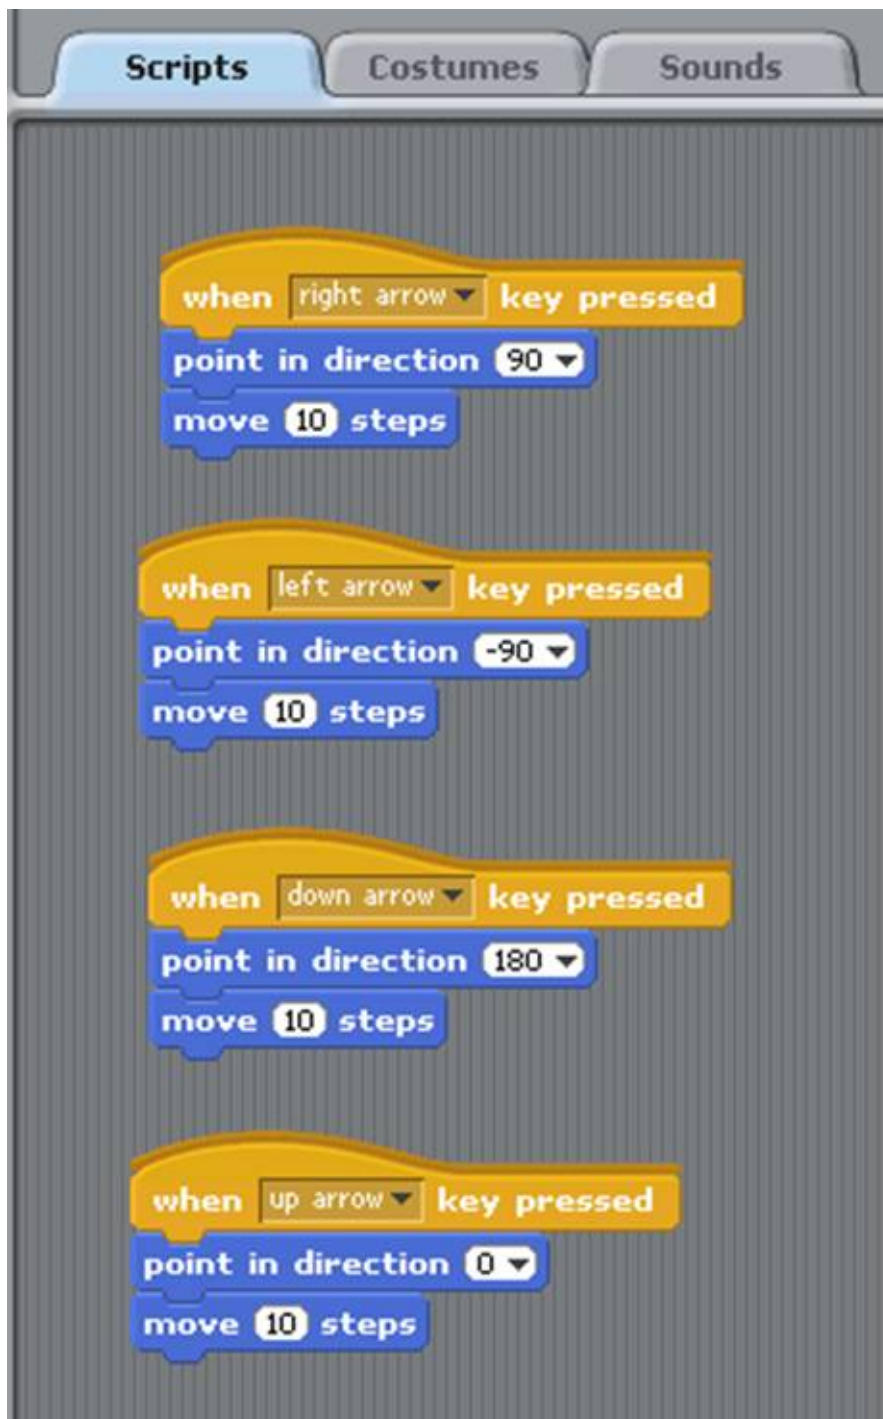 Scripts Costumes Sounds
when right arrow key pressed
point in direction 90
move 10 steps
when left arrow key pressed
point in direction -90
move 10 steps
when down arrow key pressed
point in direction 180
move 10 steps
when up arrow key pressed
point in direction 0
move 10 steps